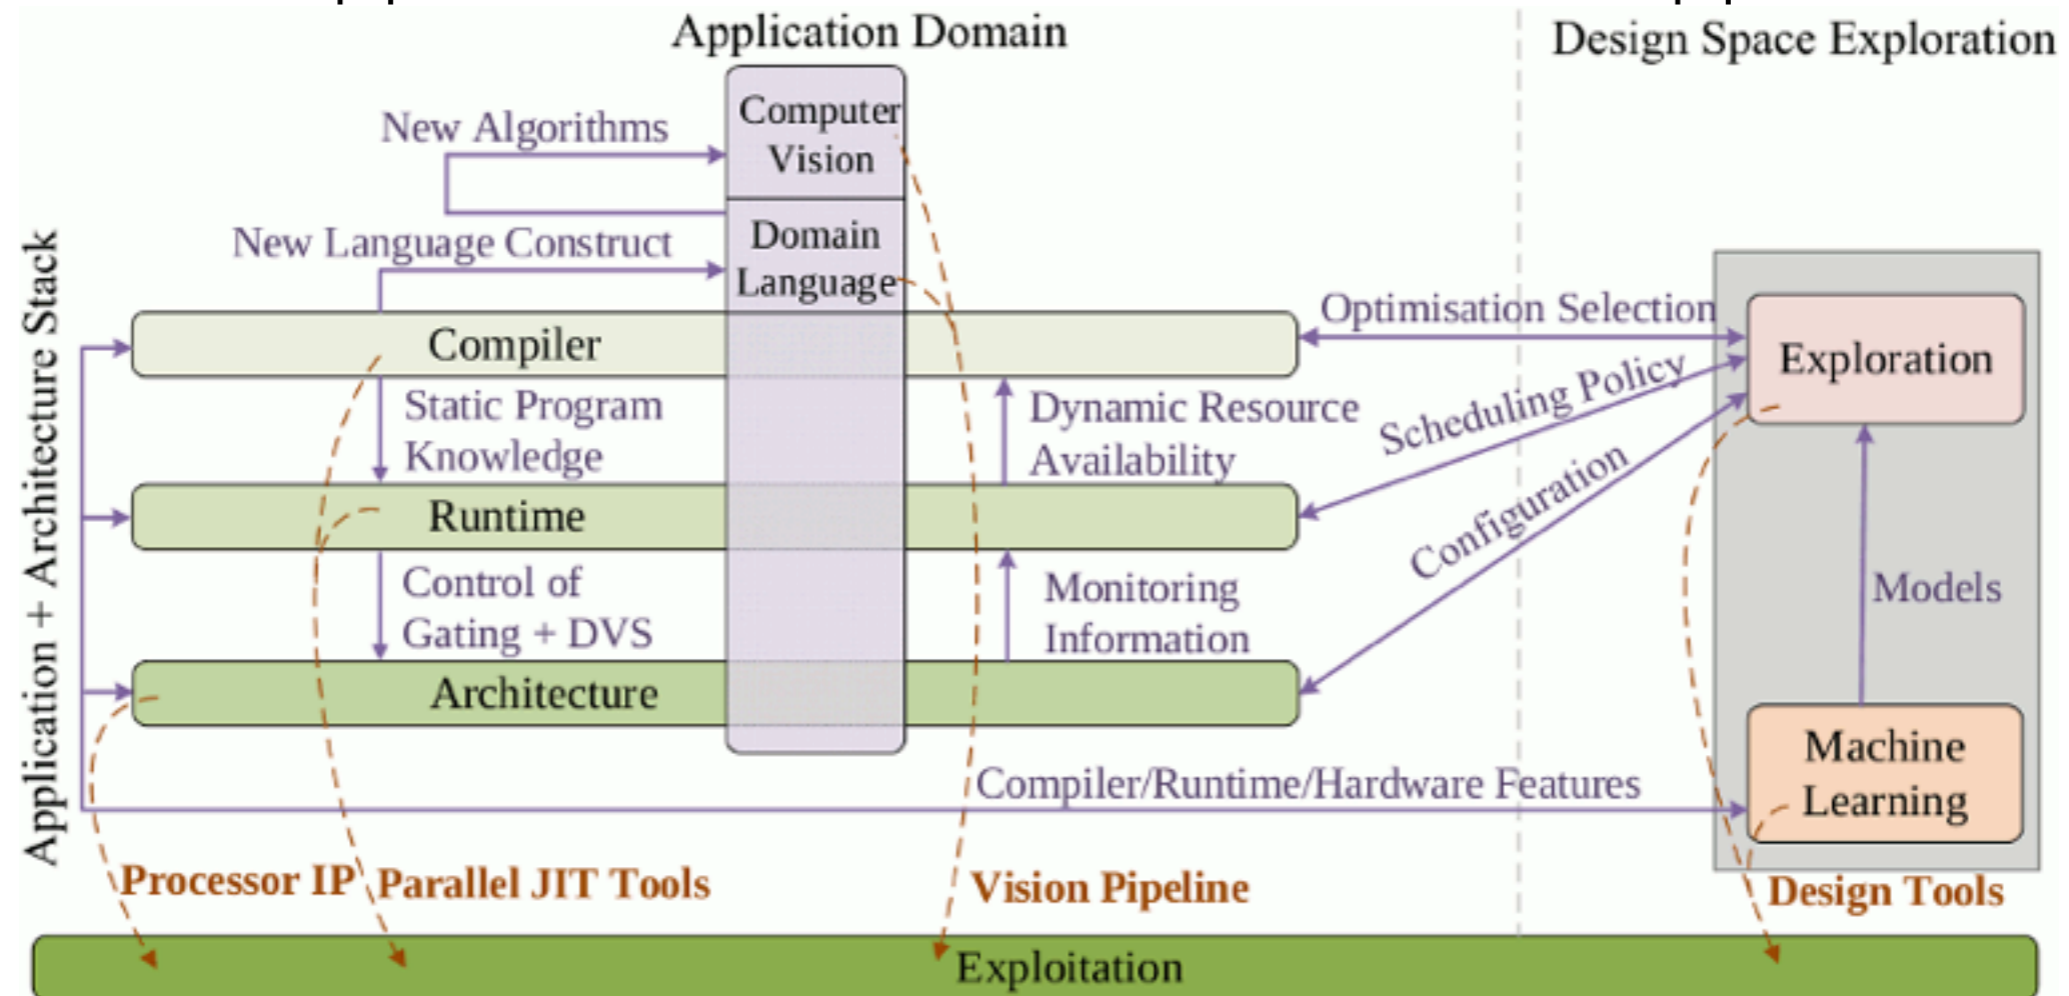 Application Domain
Design Space Exploration
Computer
Vision
New Algorithms
Domain
Language
New Language Construct
Application + Architecture Stack
Compiler
Optimisation Selection
Exploration
Static Program
Knowledge
Dynamic Resource
Availability
Scheduling Policy
Runtime
Configuration
Control of
Gating + DVS
Monitoring
Information
Models
Architecture
Machine
Learning
Compiler/Runtime/Hardware Features
Processor IP
Parallel JIT Tools
Vision Pipeline
Design Tools
Exploitation